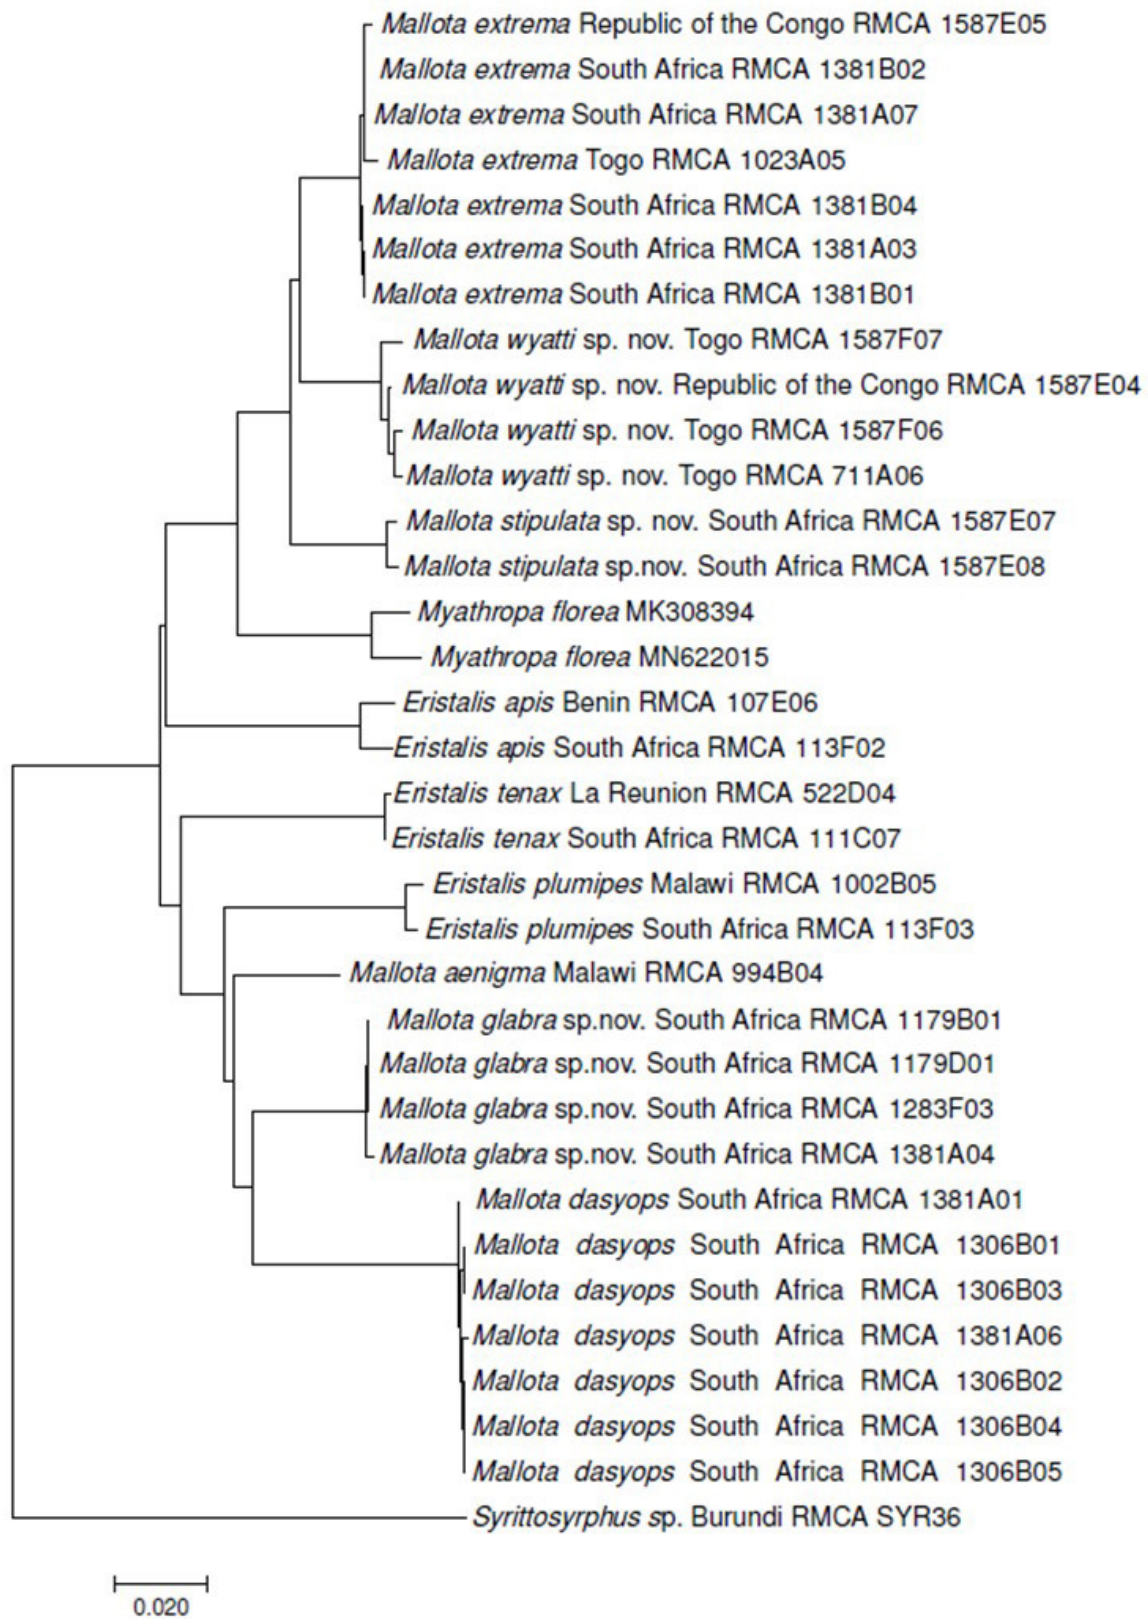 Mallota extrema Republic of the Congo RMCA 1587E05
Mallota extrema South Africa RMCA 1381B02
Mallota extrema South Africa RMCA 1381A07
Mallota extrema Togo RMCA 1023A05
Mallota extrema South Africa RMCA 1381B04
Mallota extrema South Africa RMCA 1381A03
Mallota extrema South Africa RMCA 1381B01
Mallota wyatti sp. nov. Togo RMCA 1587F07
Mallota wyatti sp. nov. Republic of the Congo RMCA 1587E04
Mallota wyatti sp. nov. Togo RMCA 1587F06
Mallota wyatti sp. nov. Togo RMCA 711A06
Mallota stipulata sp. nov. South Africa RMCA 1587E07
Mallota stipulata sp.nov. South Africa RMCA 1587E08
Myathropa florea MK308394
Myathropa florea MN622015
Eristalis apis Benin RMCA 107E06
Eristalis apis South Africa RMCA 113F02
Eristalis tenax La Reunion RMCA 522D04
Eristalis tenax South Africa RMCA 111C07
Eristalis plumipes Malawi RMCA 1002B05
Eristalis plumipes South Africa RMCA 113F03
Mallota aenigma Malawi RMCA 994B04
Mallota glabra sp.nov. South Africa RMCA 1179B01
Mallota glabra sp.nov. South Africa RMCA 1179D01
Mallota glabra sp.nov. South Africa RMCA 1283F03
Mallota glabra sp.nov. South Africa RMCA 1381A04
Mallota dasyops South Africa RMCA 1381A01
Mallota dasyops South Africa RMCA 1306B01
Mallota dasyops South Africa RMCA 1306B03
Mallota dasyops South Africa RMCA 1381A06
Mallota dasyops South Africa RMCA 1306B02
Mallota dasyops South Africa RMCA 1306B04
Mallota dasyops South Africa RMCA 1306B05
Syrittosyrphus sp. Burundi RMCA SYR36
0.020